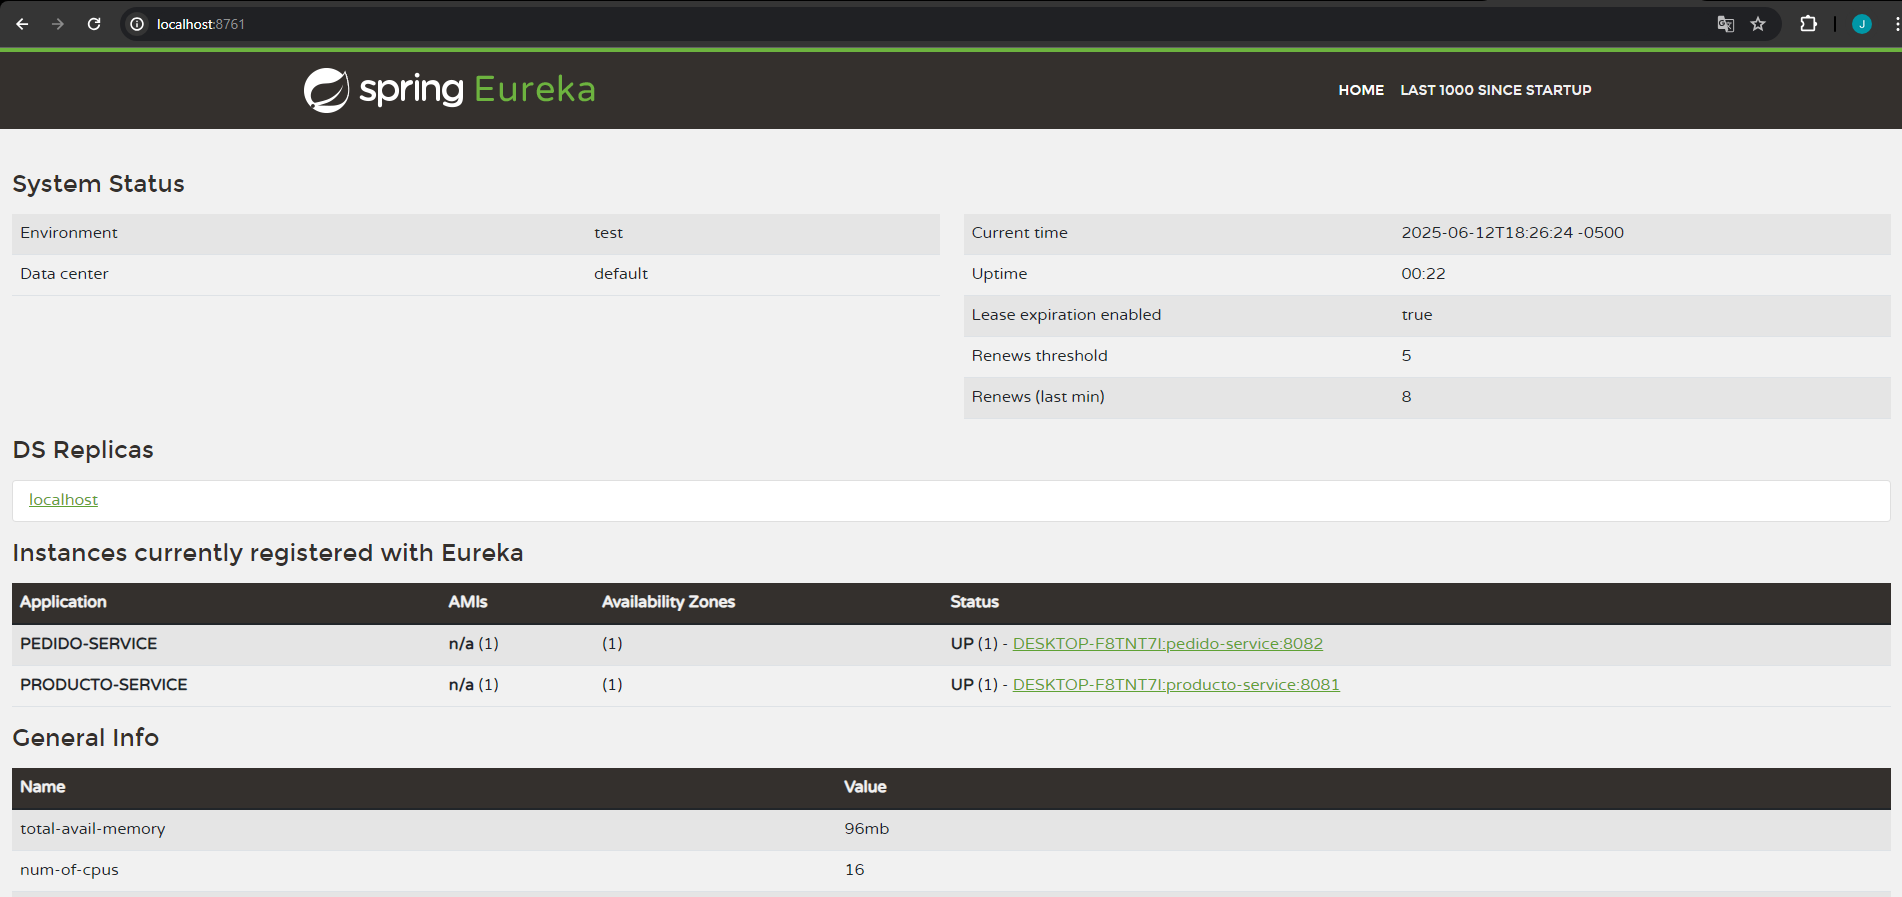 localhost:8761
J
spring Eureka
HOME LAST 1000 SINCE STARTUP
System Status
Environment test
Data center default
Current time 2025-06-12T18:26:24 -0500
Uptime 00:22
Lease expiration enabled true
Renews threshold 5
Renews (last min) 8
DS Replicas
localhost
Instances currently registered with Eureka
Application AMIs Availability Zones Status
PEDIDO-SERVICE n/a (1) (1) UP (1) - DESKTOP-F8TNT7I:pedido-service:8082
PRODUCTO-SERVICE n/a (1) (1) UP (1) - DESKTOP-F8TNT7I:producto-service:8081
General Info
Name Value
total-avail-memory 96mb
num-of-cpus 16